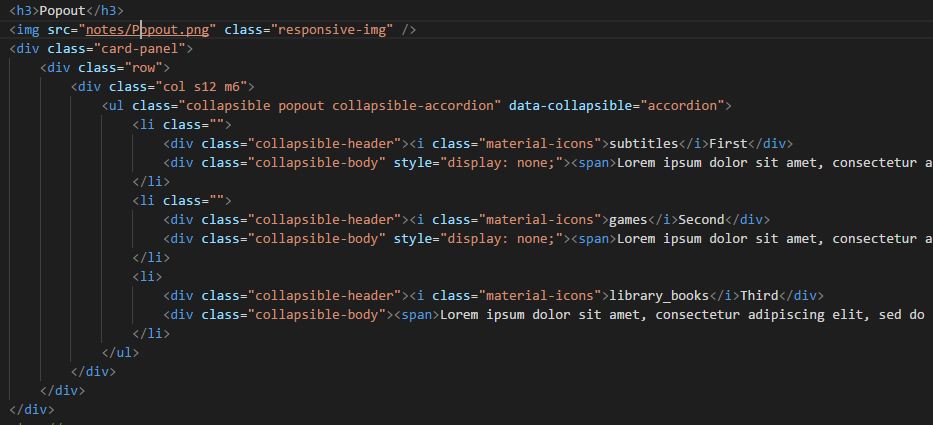 <h3>Popout</h3>
<img src="notes/Popout.png" class="responsive-img" />
<div class="card-panel">
    <div class="row">
        <div class="col s12 m6">
            <ul class="collapsible popout collapsible-accordion" data-collapsible="accordion">
                <li class="">
                    <div class="collapsible-header"><i class="material-icons">subtitles</i>First</div>
                    <div class="collapsible-body" style="display: none;"><span>Lorem ipsum dolor sit amet, consectetur a
                </li>
                <li class="">
                    <div class="collapsible-header"><i class="material-icons">games</i>Second</div>
                    <div class="collapsible-body" style="display: none;"><span>Lorem ipsum dolor sit amet, consectetur a
                </li>
                <li>
                    <div class="collapsible-header"><i class="material-icons">library_books</i>Third</div>
                    <div class="collapsible-body"><span>Lorem ipsum dolor sit amet, consectetur adipiscing elit, sed do
                </li>
            </ul>
        </div>
    </div>
</div>